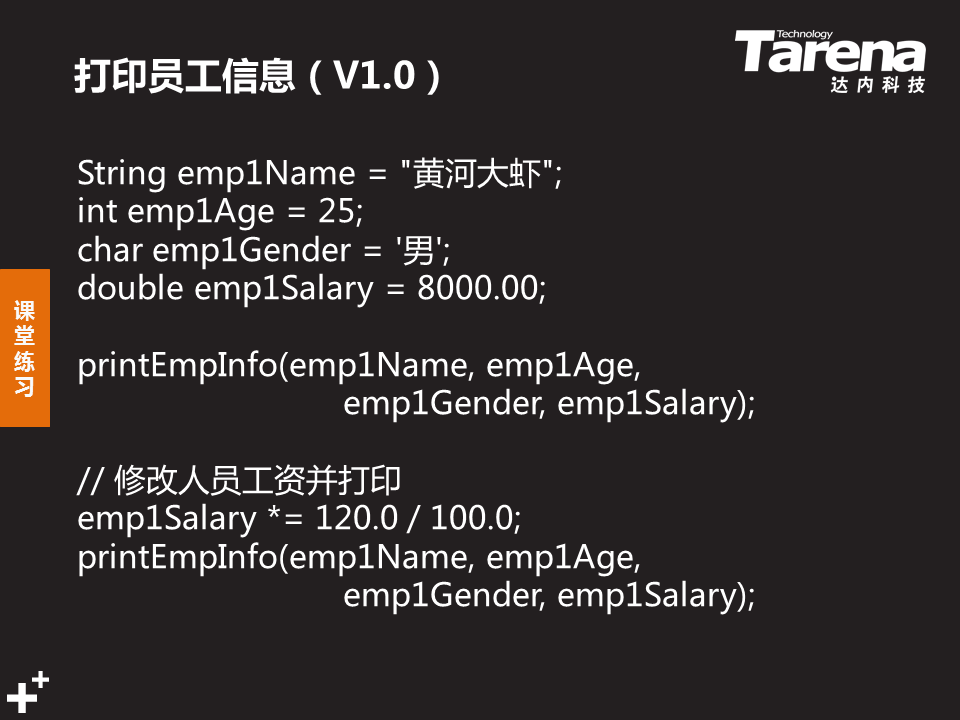 打印员工信息（V1.0）
Technology
Tarena
达内科技
String emp1Name = "黄河大虾";
int emp1Age = 25;
char emp1Gender = '男';
double emp1Salary = 8000.00;
课堂练习
printEmpInfo(emp1Name, emp1Age,
emp1Gender, emp1Salary);
// 修改人员工资并打印
emp1Salary *= 120.0 / 100.0;
printEmpInfo(emp1Name, emp1Age,
emp1Gender, emp1Salary);